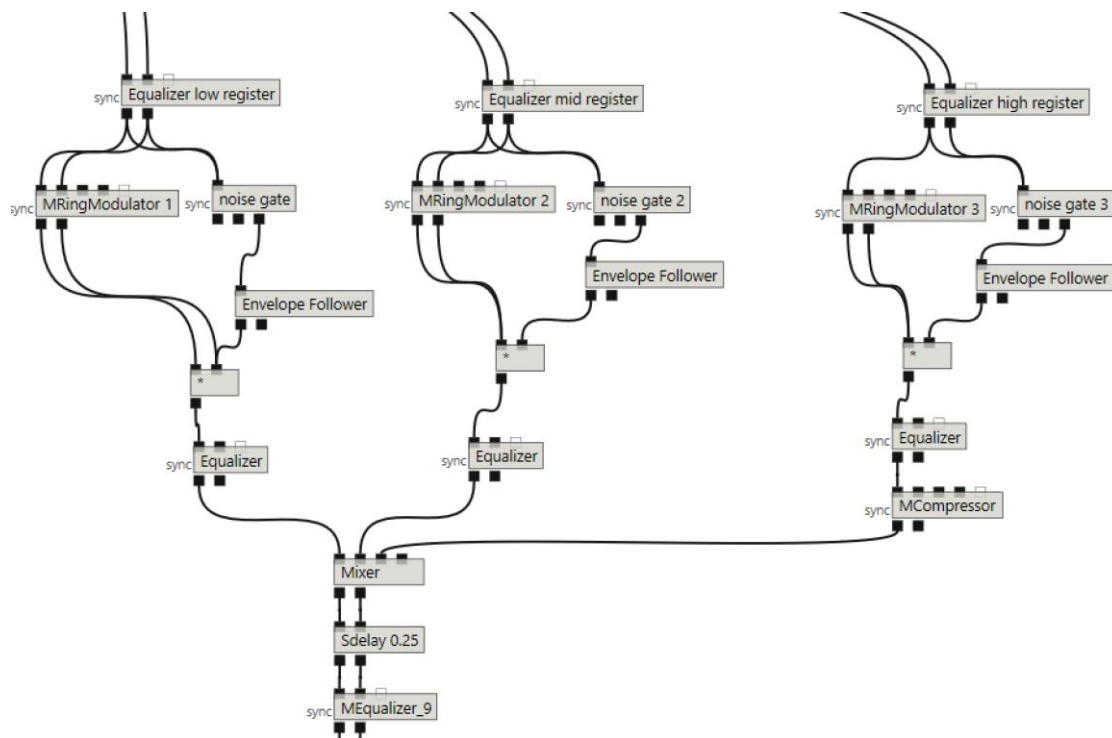 sync Equalizer low register
sync Equalizer mid register
sync Equalizer high register
sync MRingModulator 1
sync noise gate
sync MRingModulator 2
sync noise gate 2
sync MRingModulator 3
sync noise gate 3
Envelope Follower
Envelope Follower
Envelope Follower
*
*
*
sync Equalizer
sync Equalizer
sync Equalizer
sync MCompressor
Mixer
Sdelay 0.25
sync MEqualizer_9